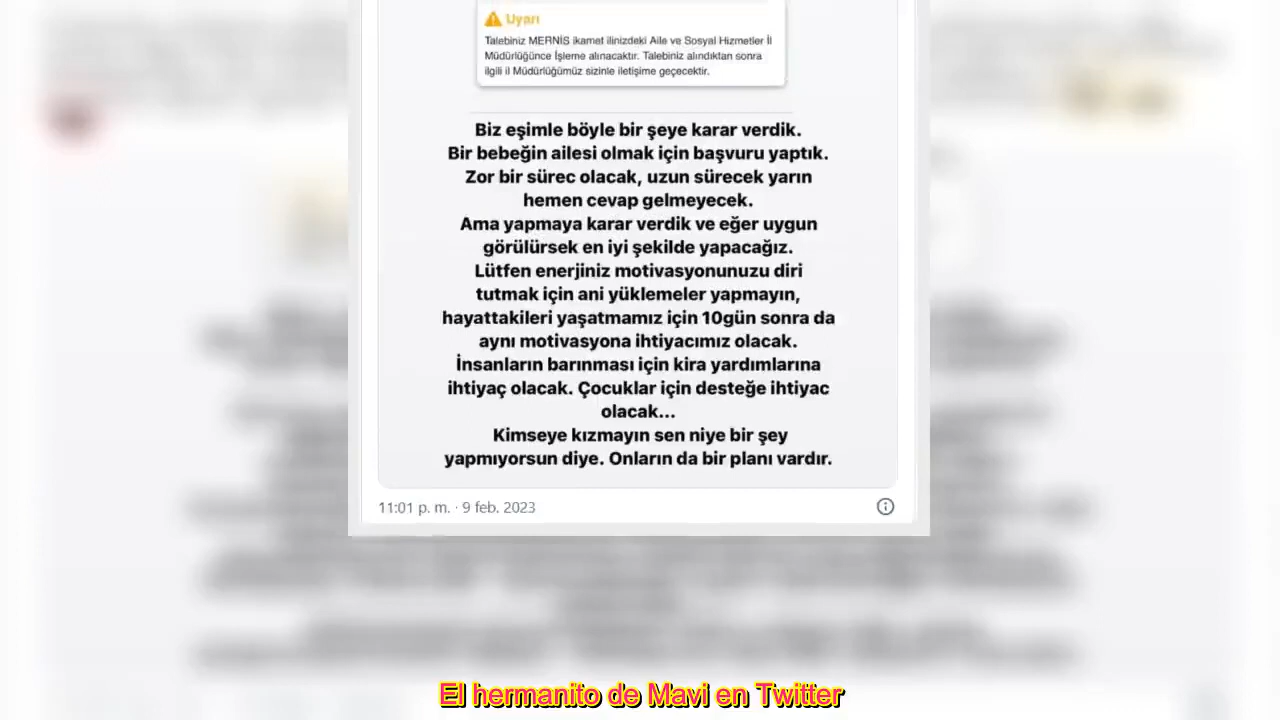 Uyarı
Talebiniz MERNİS ikamet ilinizdeki Aile ve Sosyal Hizmetler İl
Müdürlüğünce İşleme alınacaktır. Talebiniz alındıktan sonra
ilgili il Müdürlüğümüz sizinle iletişime geçecektir.
Biz eşimle böyle bir şeye karar verdik.
Bir bebeğin ailesi olmak için başvuru yaptık.
Zor bir sürec olacak, uzun sürecek yarın
hemen cevap gelmeyecek.
Ama yapmaya karar verdik ve eğer uygun
görülürsek en iyi şekilde yapacağız.
Lütfen enerjiniz motivasyonunuzu diri
tutmak için ani yüklemeler yapmayın,
hayattakileri yaşatmamız için 10gün sonra da
aynı motivasyona ihtiyacımız olacak.
İnsanların barınması için kira yardımlarına
ihtiyaç olacak. Çocuklar için desteğe ihtiyac
olacak...
Kimseye kızmayın sen niye bir şey
yapmıyorsun diye. Onların da bir planı vardır.
11:01 p. m. · 9 feb. 2023
El hermanito de Mavi en Twitter